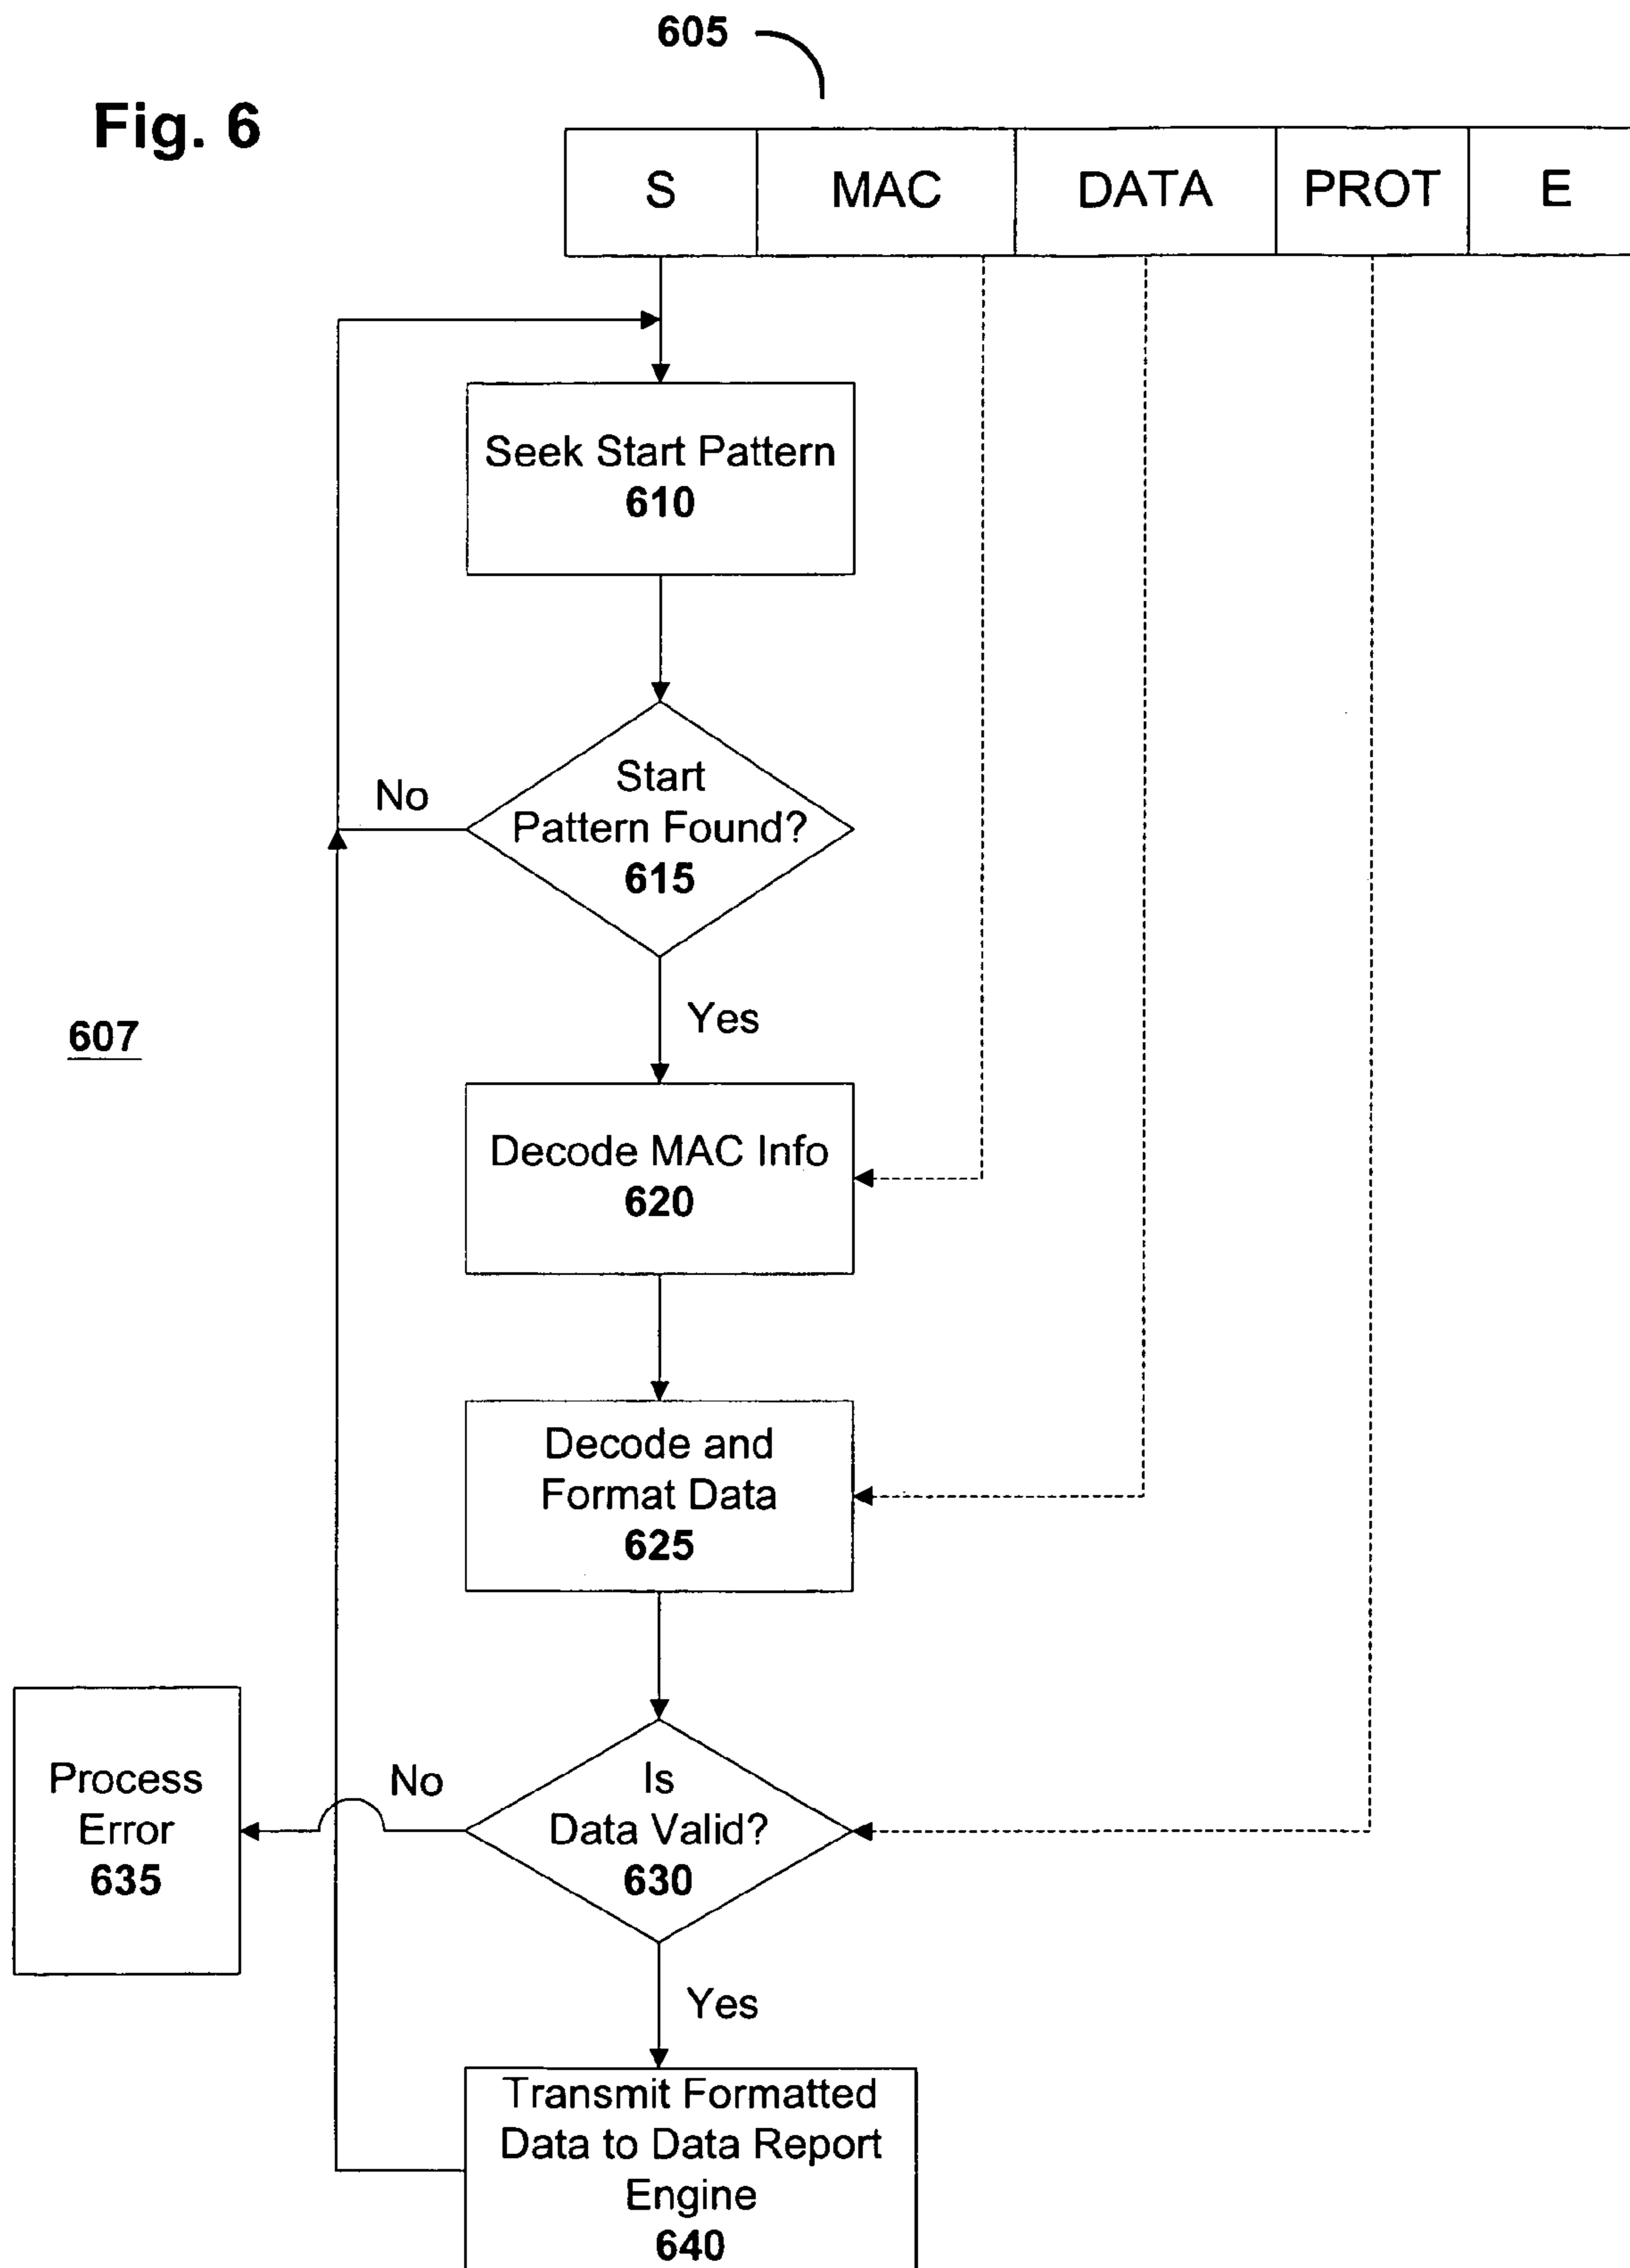 605
Fig. 6
S MAC DATA PROT E
Seek Start Pattern
610
Start
Pattern Found?
615
No
Yes
607
Decode MAC Info
620
Decode and
Format Data
625
Is
Data Valid?
630
No
Process
Error
635
Yes
Transmit Formatted
Data to Data Report
Engine
640